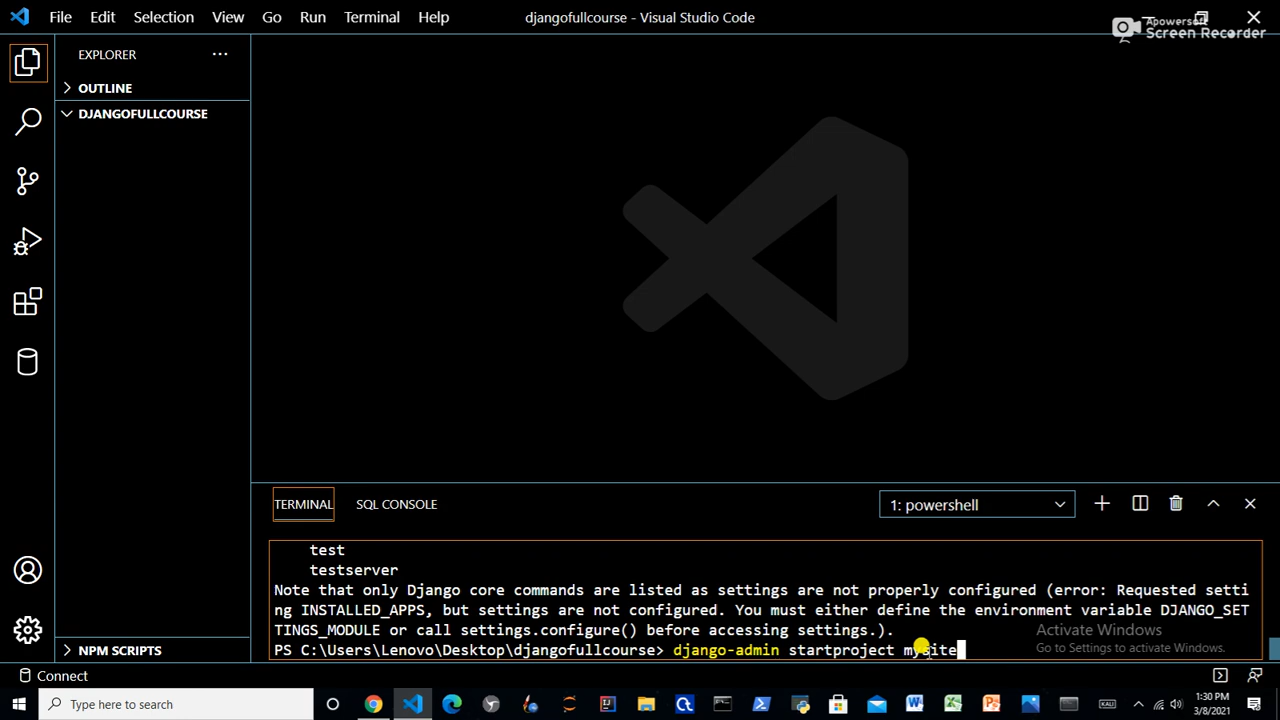 File Edit Selection View Go Run Terminal Help djangofullcourse - Visual Studio Code
Apowersoft
Screen Recorder
EXPLORER
OUTLINE
DJANGOFULLCOURSE
TERMINAL SQL CONSOLE 1: powershell
test
testserver
Note that only Django core commands are listed as settings are not properly configured (error: Requested setti
ng INSTALLED_APPS, but settings are not configured. You must either define the environment variable DJANGO_SET
TINGS_MODULE or call settings.configure() before accessing settings.).
PS C:\Users\Lenovo\Desktop\djangofullcourse> django-admin startproject mysite
Activate Windows
Go to Settings to activate Windows.
NPM SCRIPTS
Connect
Type here to search
KALI
1:30 PM
3/8/2021